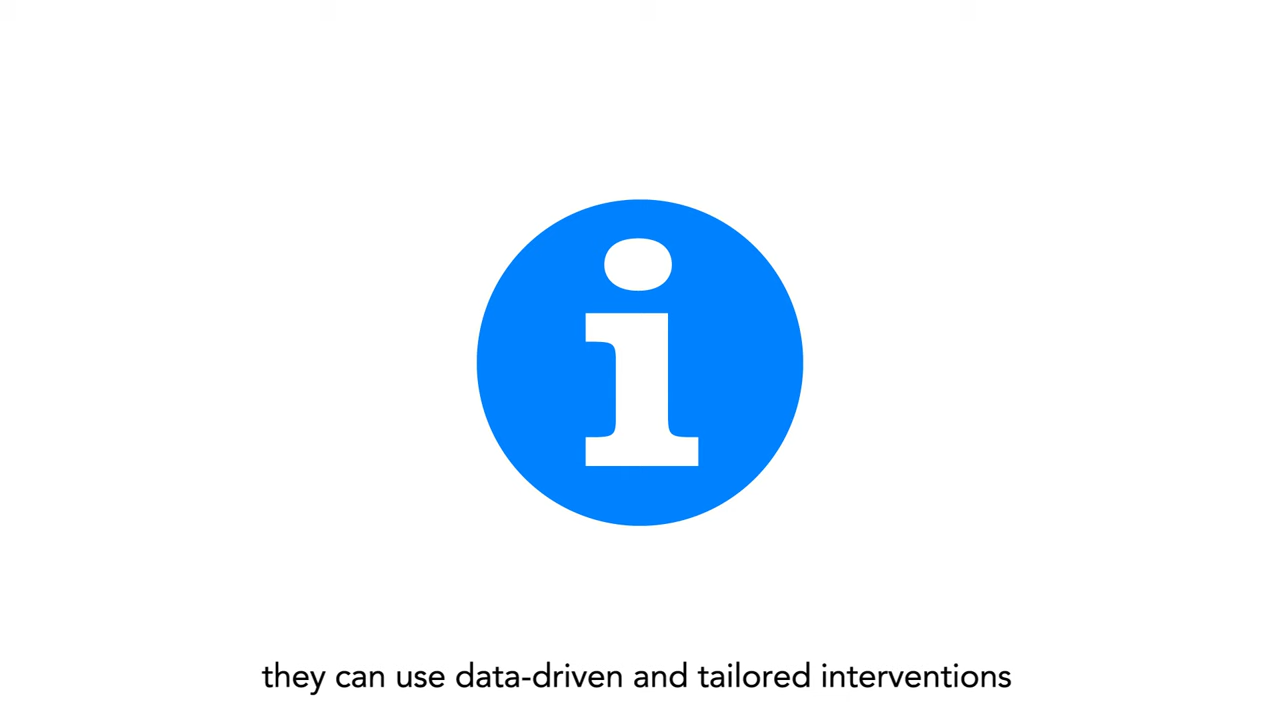 i
they can use data-driven and tailored interventions